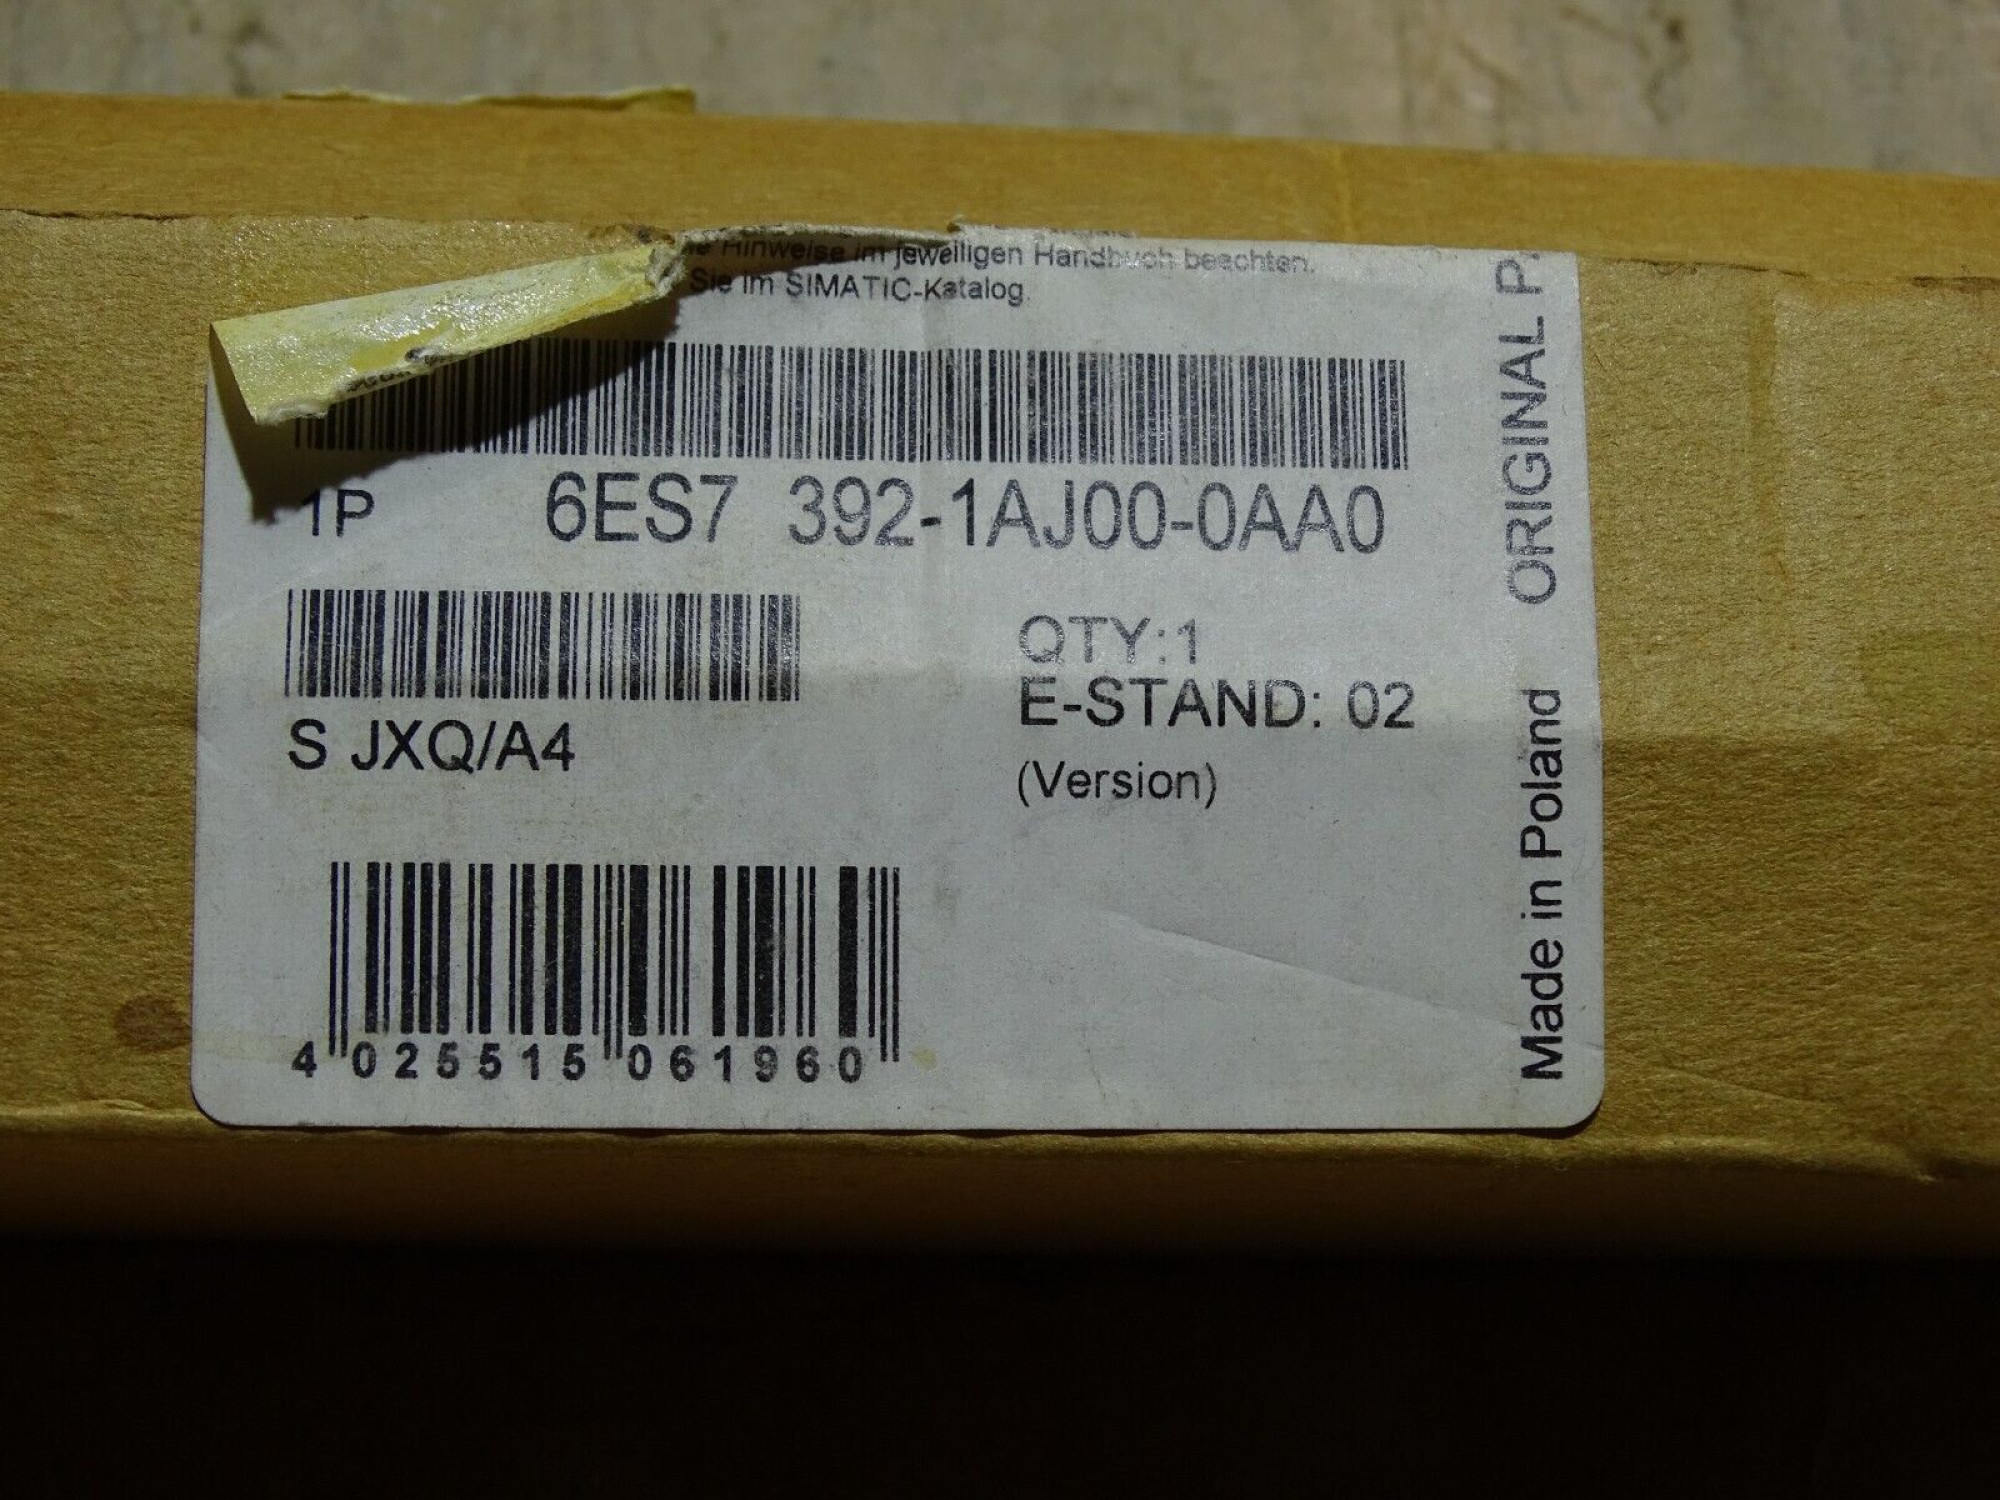 Hinweise im jeweiligen Handbuch beachten.
Sie im SIMATIC-Katalog.
1P 6ES7 392-1AJ00-0AA0
S JXQ/A4
QTY:1
E-STAND: 02
(Version)
4 025515 061960
Made in Poland ORIGINAL